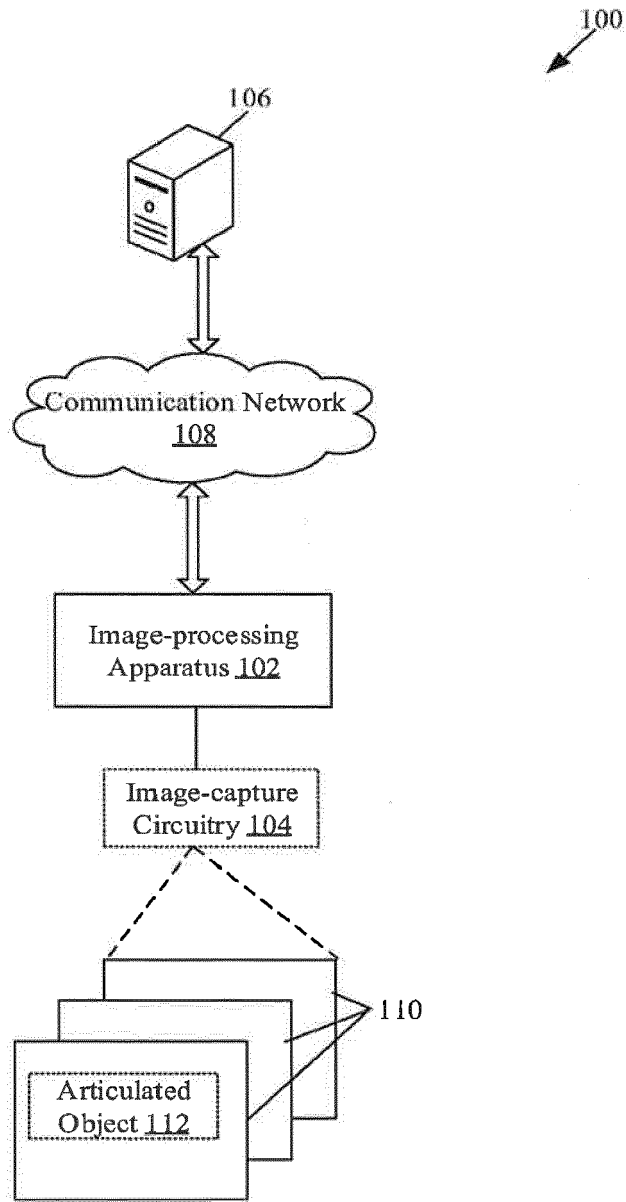 100
106
Communication Network
108
Image-processing
Apparatus 102
Image-capture
Circuitry 104
110
Articulated
Object 112